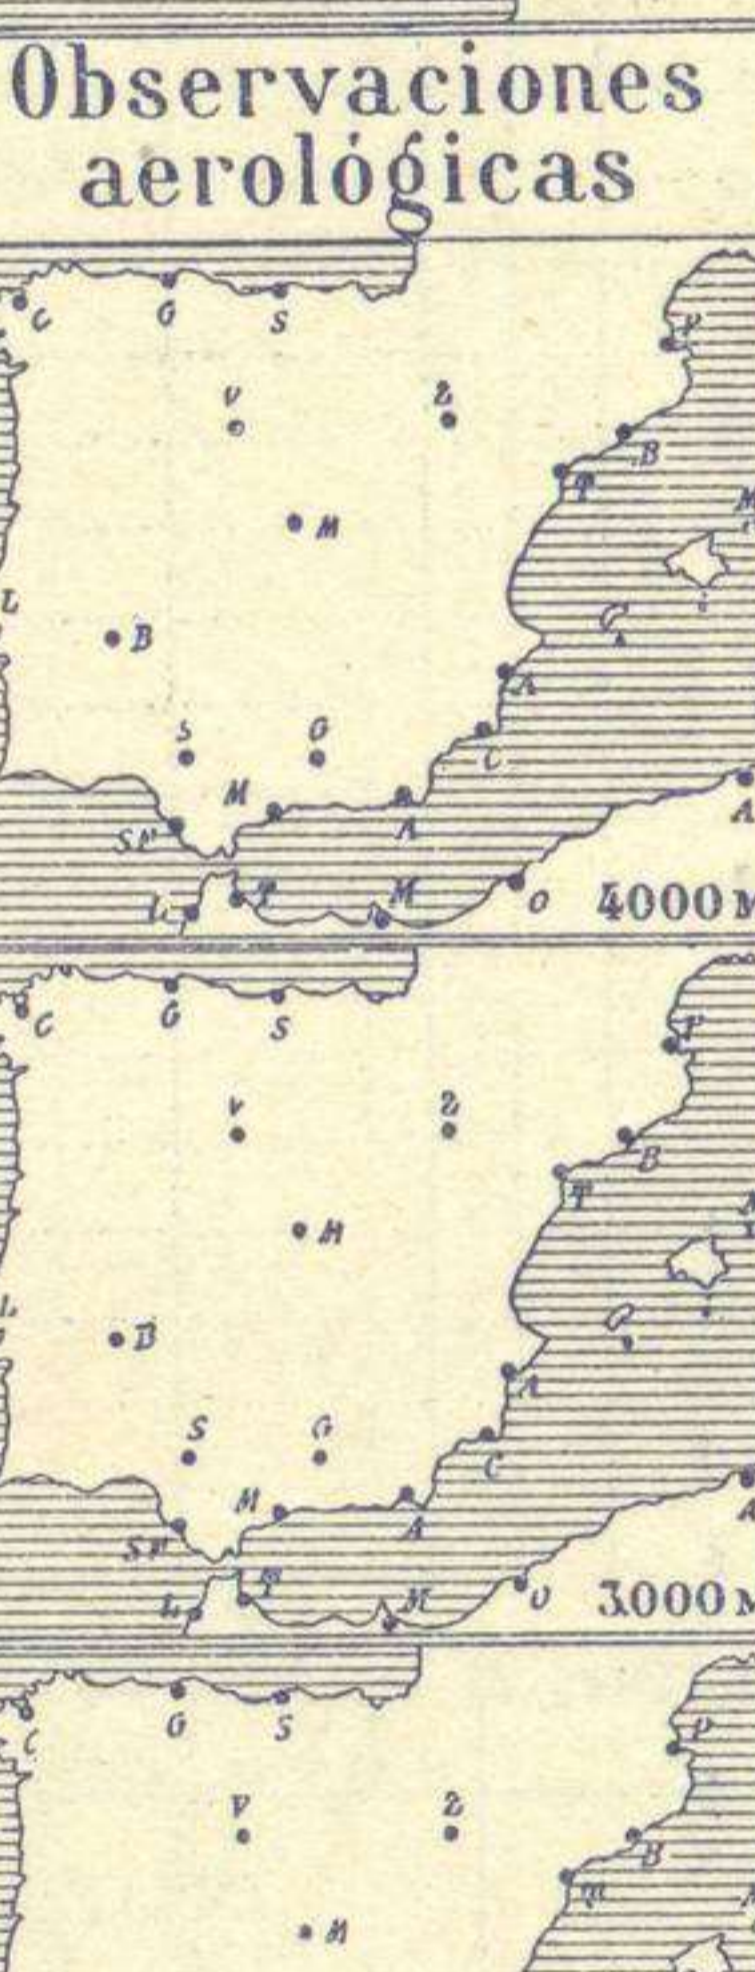 Observaciones
aerológicas
C G S P
V Z
B
T
M M
L
B
A
S G
C
M
SF A A
L T M O 4000 M
C G S P
V Z
B
T
M
B
A
S G
C
M
SF A A
L T M O 3000 M
C G S P
V Z
B
M